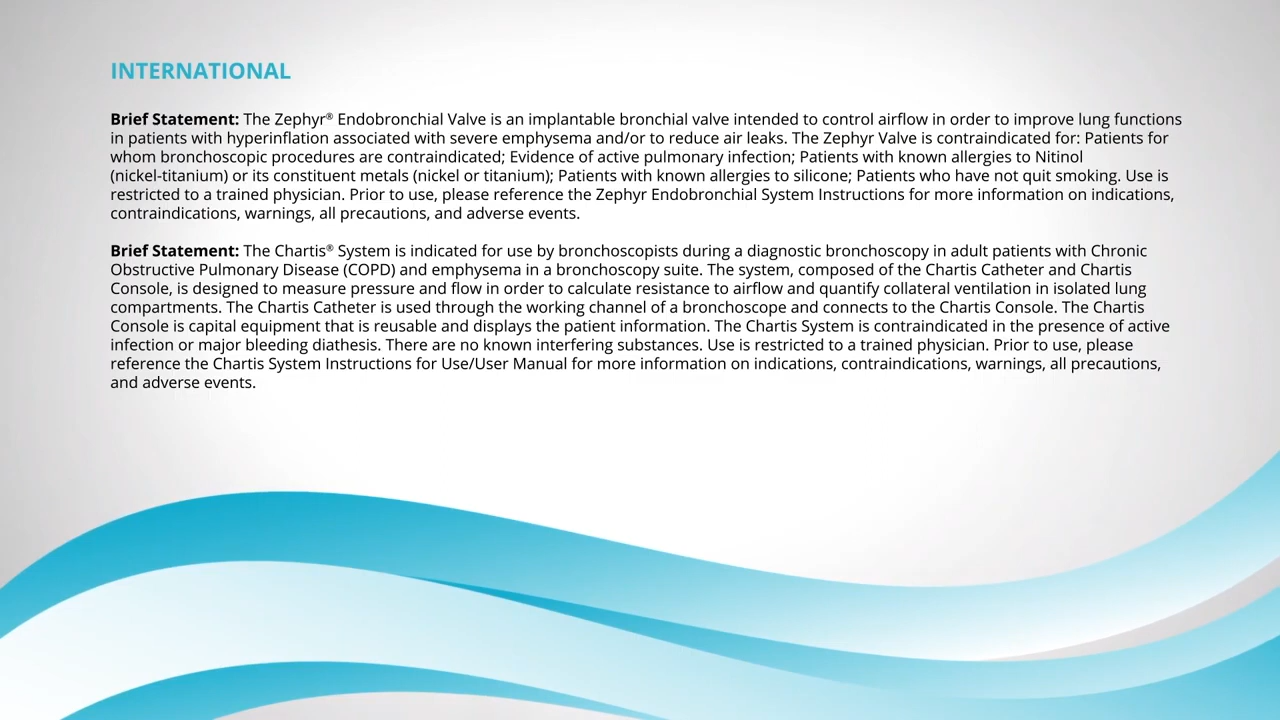 INTERNATIONAL
Brief Statement: The Zephyr® Endobronchial Valve is an implantable bronchial valve intended to control airflow in order to improve lung functions
in patients with hyperinflation associated with severe emphysema and/or to reduce air leaks. The Zephyr Valve is contraindicated for: Patients for
whom bronchoscopic procedures are contraindicated; Evidence of active pulmonary infection; Patients with known allergies to Nitinol
(nickel-titanium) or its constituent metals (nickel or titanium); Patients with known allergies to silicone; Patients who have not quit smoking. Use is
restricted to a trained physician. Prior to use, please reference the Zephyr Endobronchial System Instructions for more information on indications,
contraindications, warnings, all precautions, and adverse events.
Brief Statement: The Chartis® System is indicated for use by bronchoscopists during a diagnostic bronchoscopy in adult patients with Chronic
Obstructive Pulmonary Disease (COPD) and emphysema in a bronchoscopy suite. The system, composed of the Chartis Catheter and Chartis
Console, is designed to measure pressure and flow in order to calculate resistance to airflow and quantify collateral ventilation in isolated lung
compartments. The Chartis Catheter is used through the working channel of a bronchoscope and connects to the Chartis Console. The Chartis
Console is capital equipment that is reusable and displays the patient information. The Chartis System is contraindicated in the presence of active
infection or major bleeding diathesis. There are no known interfering substances. Use is restricted to a trained physician. Prior to use, please
reference the Chartis System Instructions for Use/User Manual for more information on indications, contraindications, warnings, all precautions,
and adverse events.